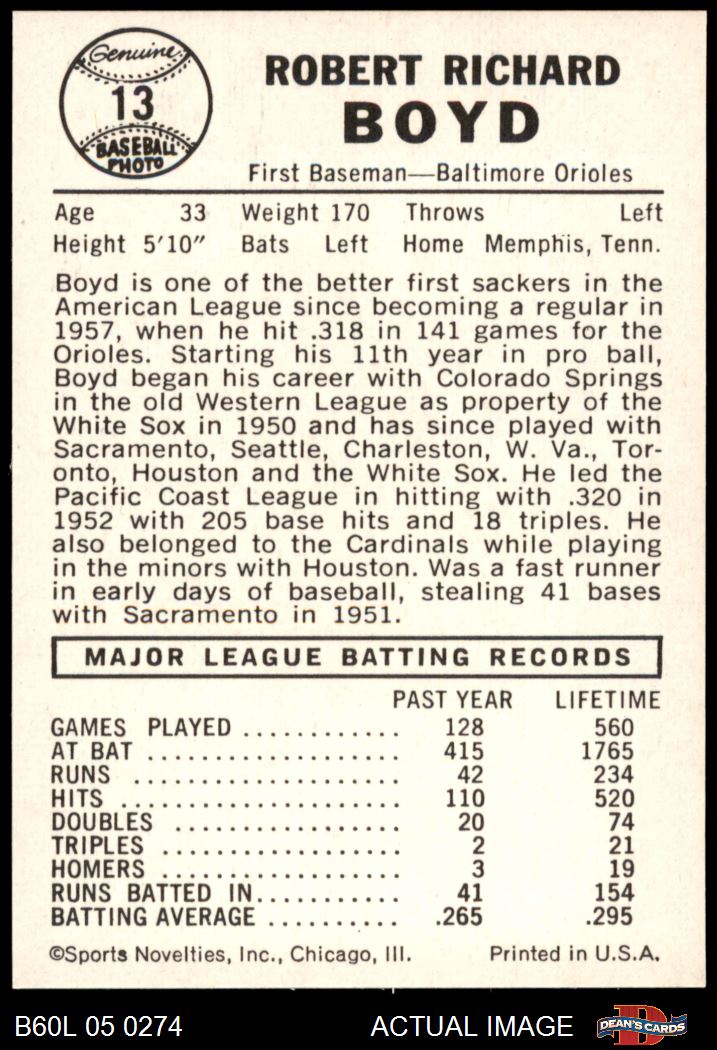 Genuine
13
BASEBALL
PHOTO
ROBERT RICHARD
BOYD
First Baseman—Baltimore Orioles
Age 33 Weight 170 Throws Left
Height 5'10" Bats Left Home Memphis, Tenn.
Boyd is one of the better first sackers in the
American League since becoming a regular in
1957, when he hit .318 in 141 games for the
Orioles. Starting his 11th year in pro ball,
Boyd began his career with Colorado Springs
in the old Western League as property of the
White Sox in 1950 and has since played with
Sacramento, Seattle, Charleston, W. Va., Tor-
onto, Houston and the White Sox. He led the
Pacific Coast League in hitting with .320 in
1952 with 205 base hits and 18 triples. He
also belonged to the Cardinals while playing
in the minors with Houston. Was a fast runner
in early days of baseball, stealing 41 bases
with Sacramento in 1951.
MAJOR LEAGUE BATTING RECORDS
PAST YEAR LIFETIME
GAMES PLAYED ............ 128 560
AT BAT .................... 415 1765
RUNS ..................... 42 234
HITS ...................... 110 520
DOUBLES ................. 20 74
TRIPLES .................. 2 21
HOMERS .................. 3 19
RUNS BATTED IN........... 41 154
BATTING AVERAGE .......... .265 .295
©Sports Novelties, Inc., Chicago, Ill. Printed in U.S.A.
B60L 05 0274 ACTUAL IMAGE D DEAN'S CARDS